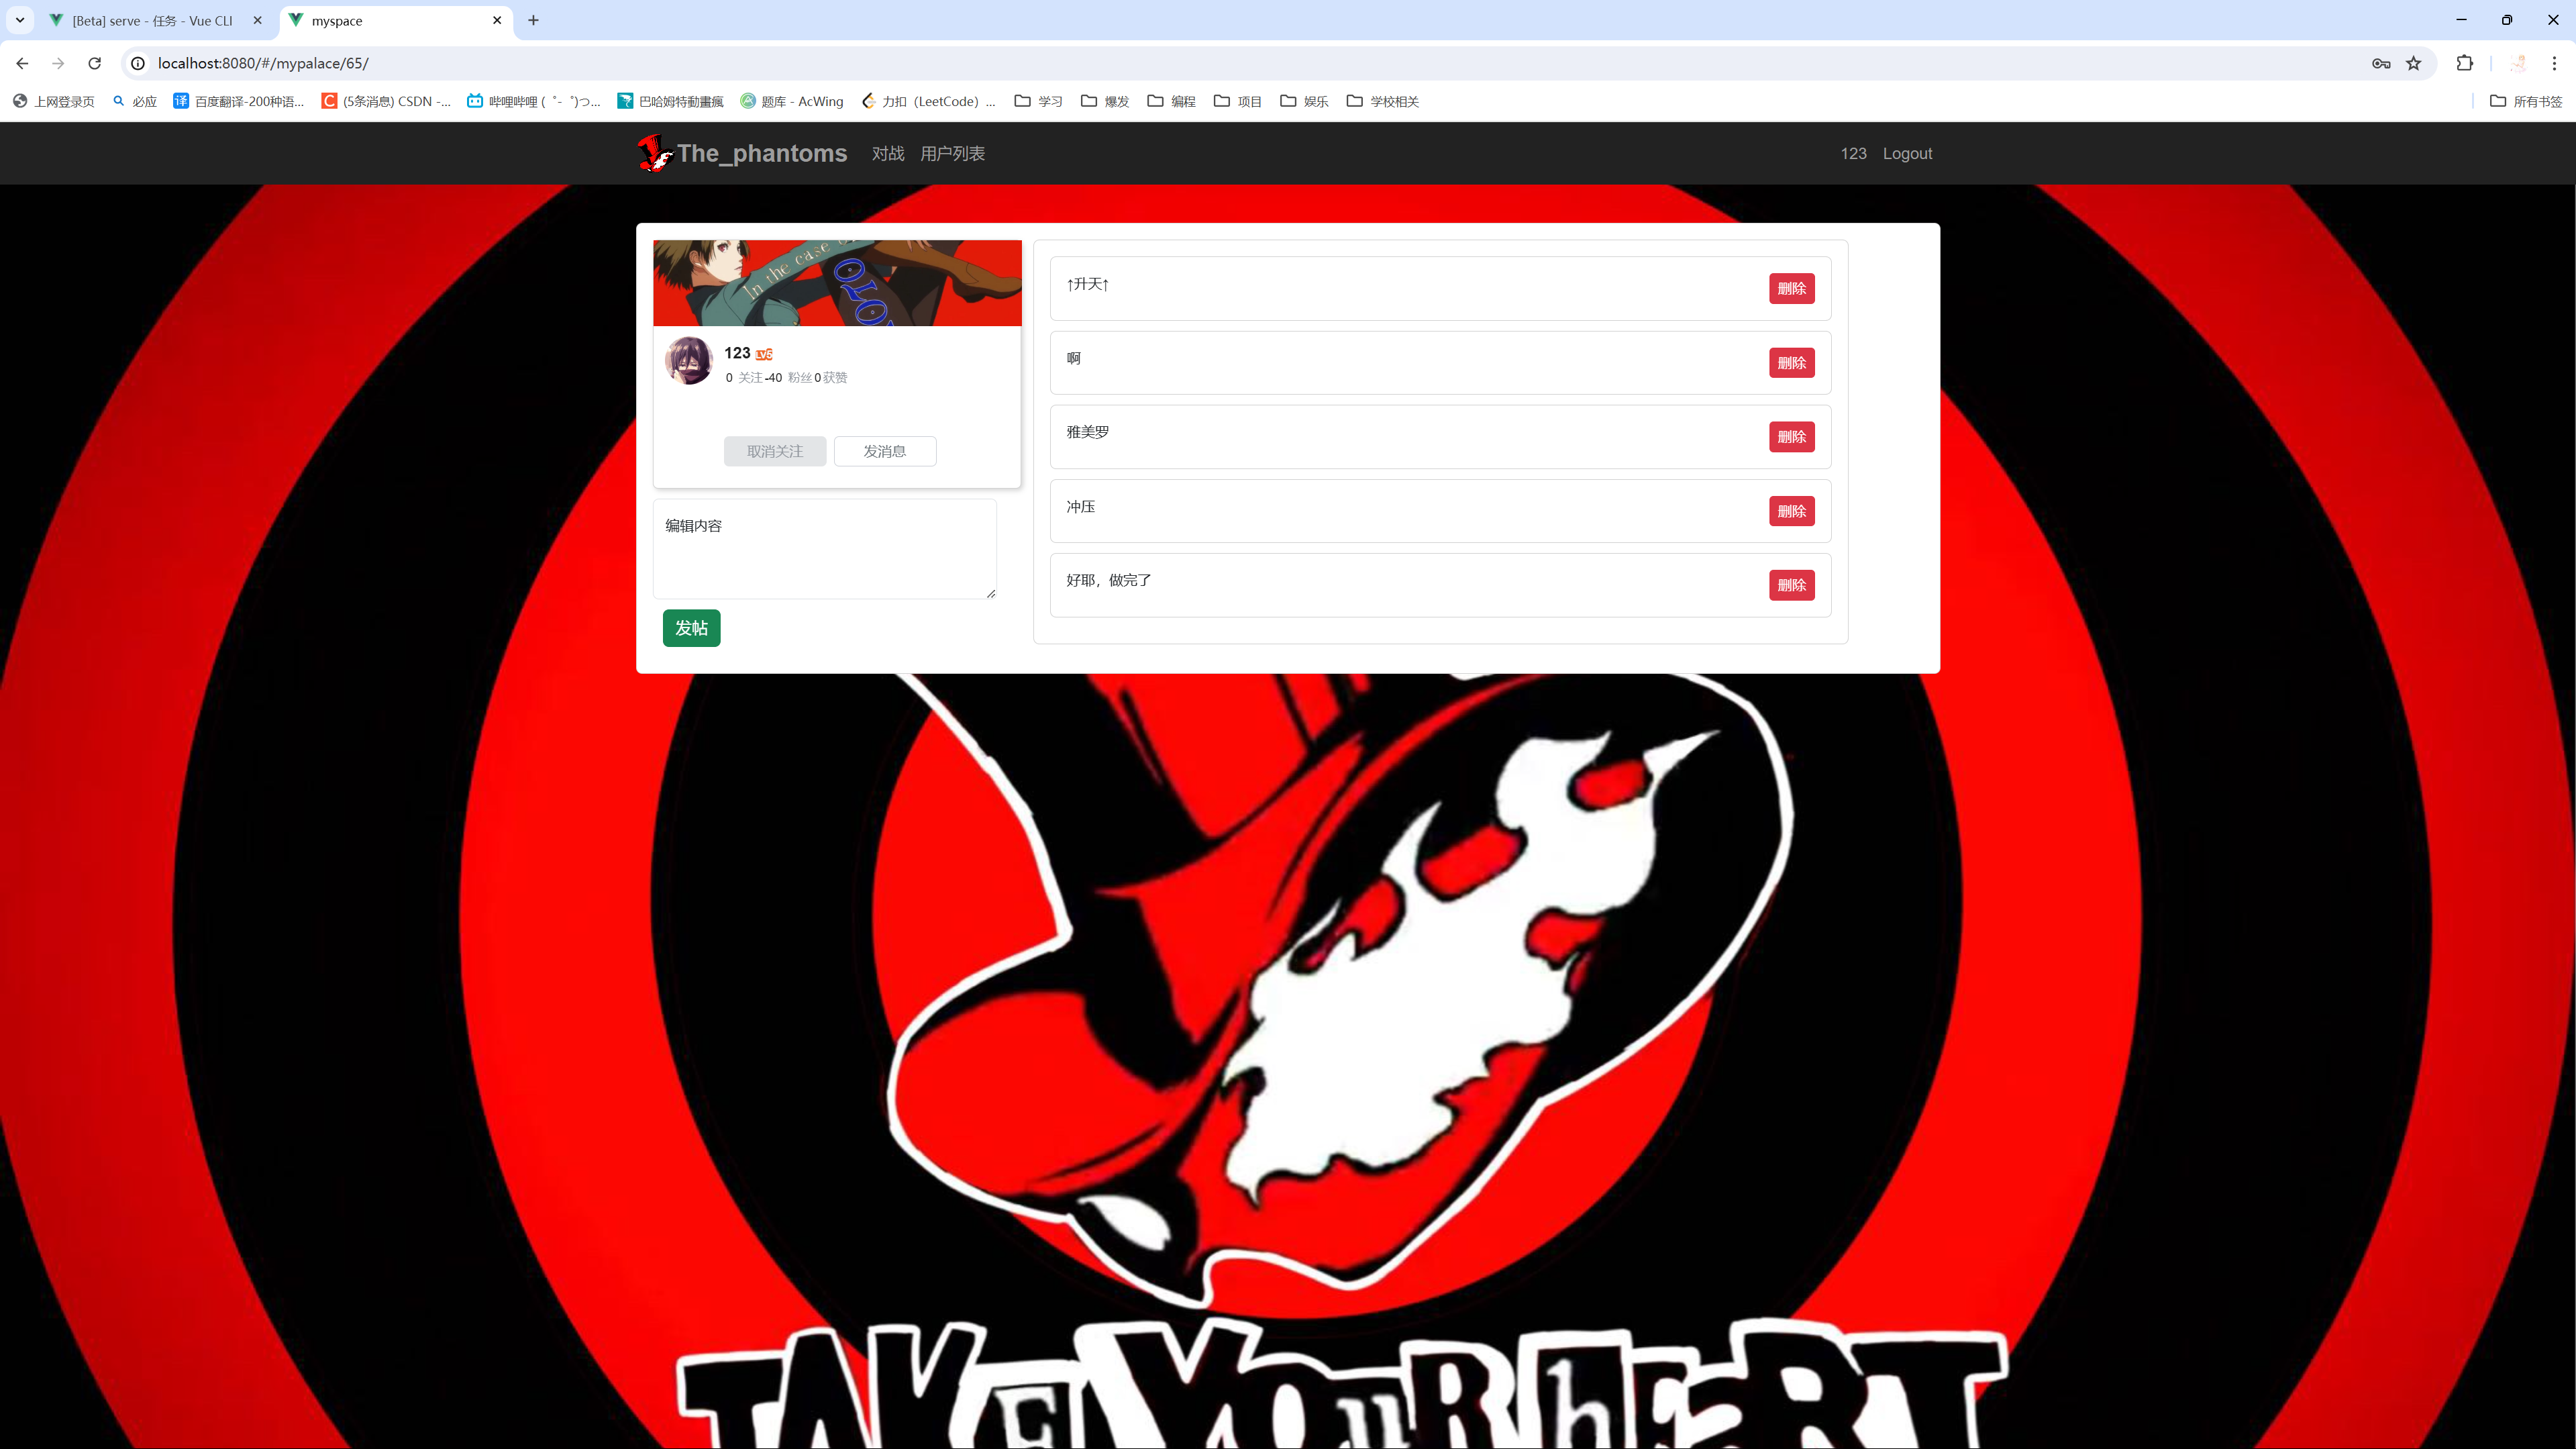 [Beta] serve - 任务 - Vue CLI
myspace
localhost:8080/#/mypalace/65/
上网登录页 必应 译 百度翻译-200种语... C (5条消息) CSDN -... 哔哩哔哩 ( ゜- ゜)つ... 巴哈姆特動畫瘋 题库 - AcWing 力扣（LeetCode）... 学习 爆发 编程 项目 娱乐 学校相关 所有书签
The_phantoms 对战 用户列表 123 Logout
In the case of
123 LV5
0 关注-40 粉丝0获赞
取消关注 发消息
编辑内容
发帖
↑升天↑ 删除
啊 删除
雅美罗 删除
冲压 删除
好耶，做完了 删除
TAKE YOUR hEaRT